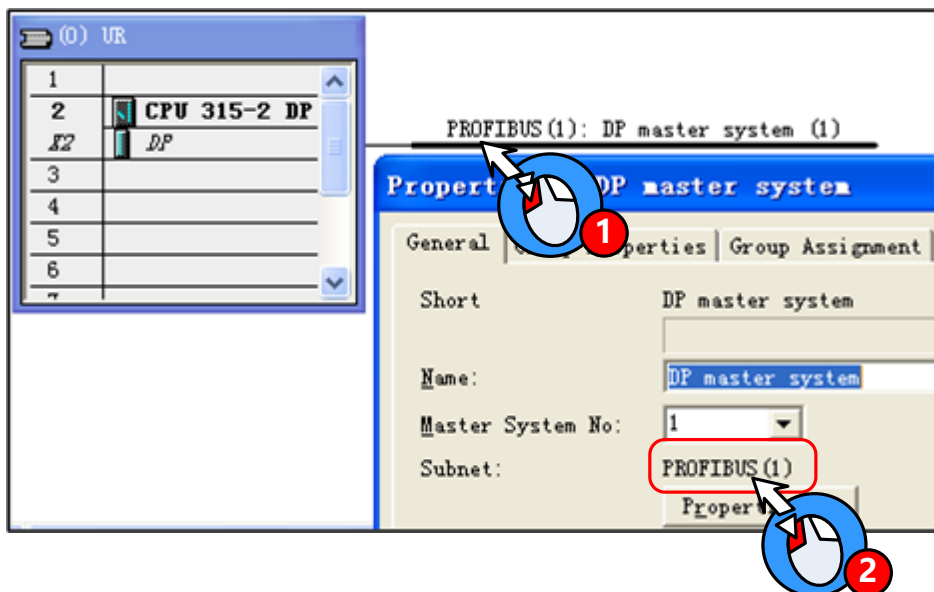 (0) UR
1
2 CPU 315-2 DP
X2 DP
3
4
5
6
PROFIBUS(1): DP master system (1)
Propert DP master system
1
General perties Group Assignment
Short DP master system
Name: DP master system
Master System No: 1
Subnet: PROFIBUS(1)
Propert
2